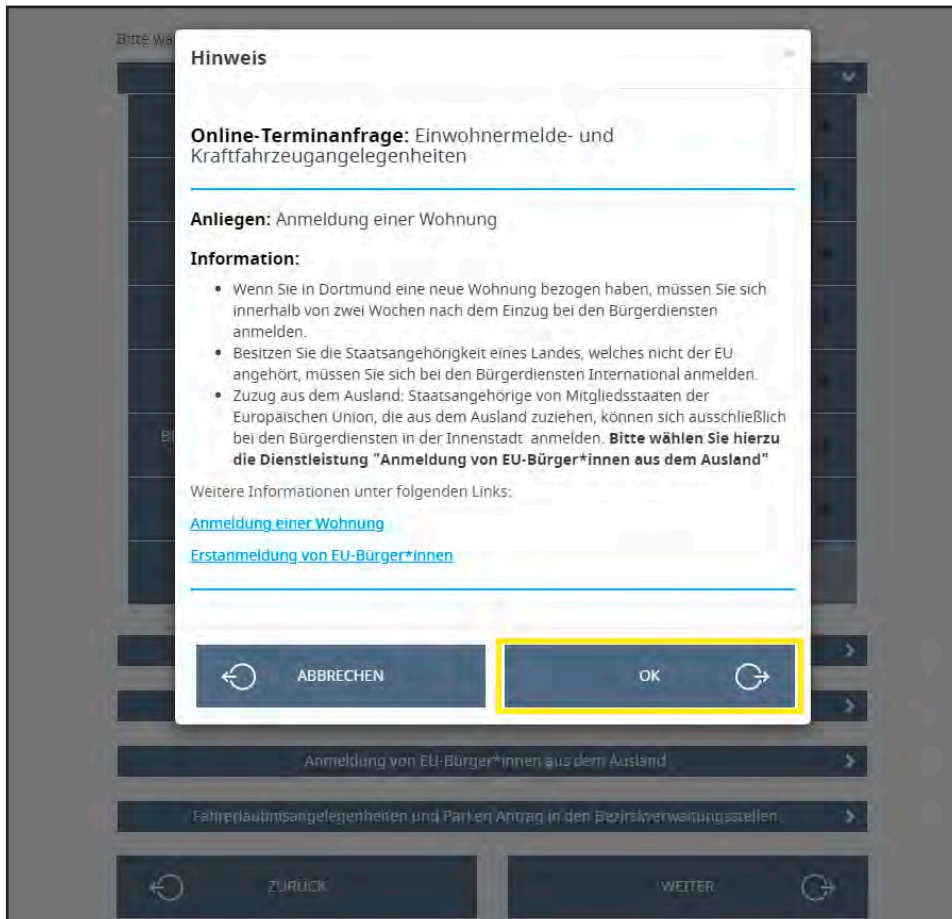 Bitte wä
Hinweis
Online-Terminanfrage: Einwohnermelde- und
Kraftfahrzeugangelegenheiten
Anliegen: Anmeldung einer Wohnung
Information:
• Wenn Sie in Dortmund eine neue Wohnung bezogen haben, müssen Sie sich
innerhalb von zwei Wochen nach dem Einzug bei den Bürgerdiensten
anmelden.
• Besitzen Sie die Staatsangehörigkeit eines Landes, welches nicht der EU
angehört, müssen Sie sich bei den Bürgerdiensten International anmelden.
• Zuzug aus dem Ausland: Staatsangehörige von Mitgliedsstaaten der
Europäischen Union, die aus dem Ausland zuziehen, können sich ausschließlich
bei den Bürgerdiensten in der Innenstadt anmelden. Bitte wählen Sie hierzu
die Dienstleistung "Anmeldung von EU-Bürger*innen aus dem Ausland"
Weitere Informationen unter folgenden Links:
Anmeldung einer Wohnung
Erstanmeldung von EU-Bürger*innen
ABBRECHEN
OK
Anmeldung von EU-Bürger*innen aus dem Ausland
Fahrerlaubnisangelegenheiten und Parken Antrag in den Bezirksverwaltungsstellen
ZURÜCK
WEITER